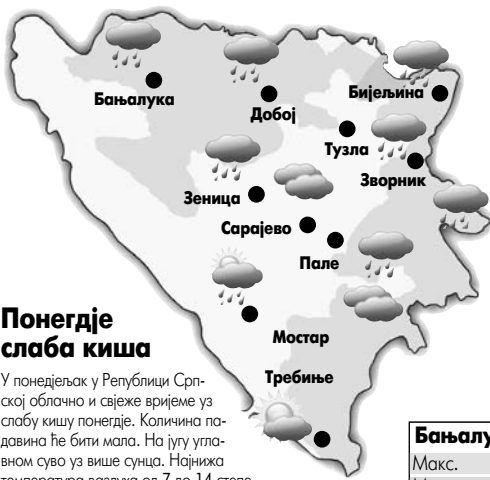 Бањалука
Добој
Бијељина
Тузла
Зворник
Зеница
Сарајево
Пале
Мостар
Требиње
Понегдје
слаба киша
У понедјељак у Републици Срп-
ској облачно и свјеже вријеме уз
слабу кишу понегдје. Количина па-
давина ће бити мала. На југу угла-
вном суво уз више сунца. Најнижа
Макс.